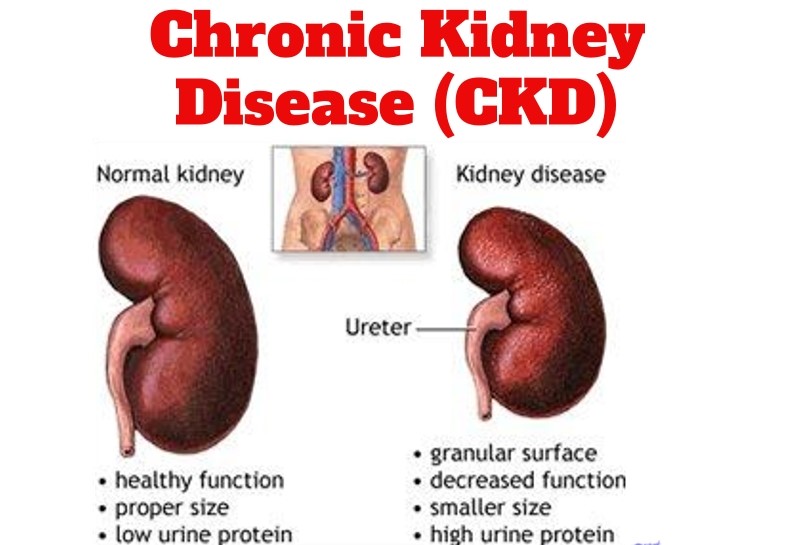 Chronic Kidney
Disease (CKD)
Normal kidney
Kidney disease
Ureter
• healthy function
• proper size
• low urine protein
• granular surface
• decreased function
• smaller size
• high urine protein